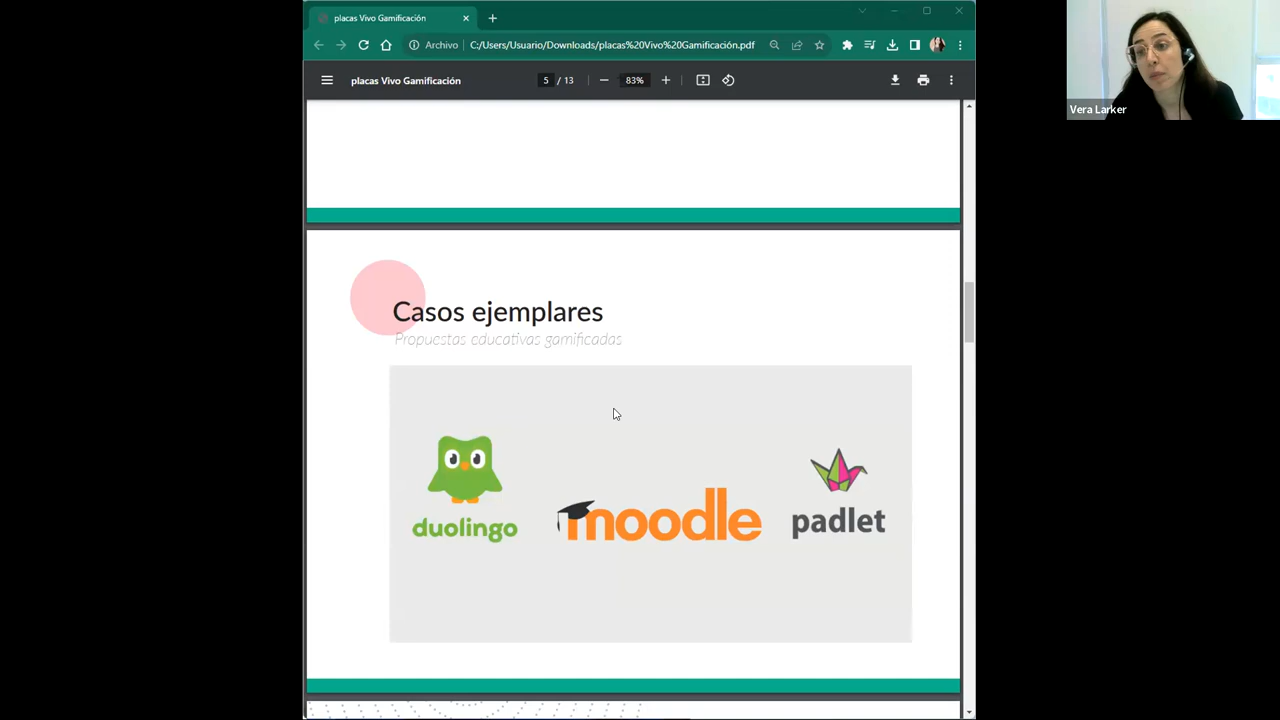 placas Vivo Gamificación
Archivo C:/Users/Usuario/Downloads/placas%20Vivo%20Gamificación.pdf
placas Vivo Gamificación 5 / 13 83%
Vera Larker
Casos ejemplares
Propuestas educativas gamificadas
duolingo
moodle
padlet